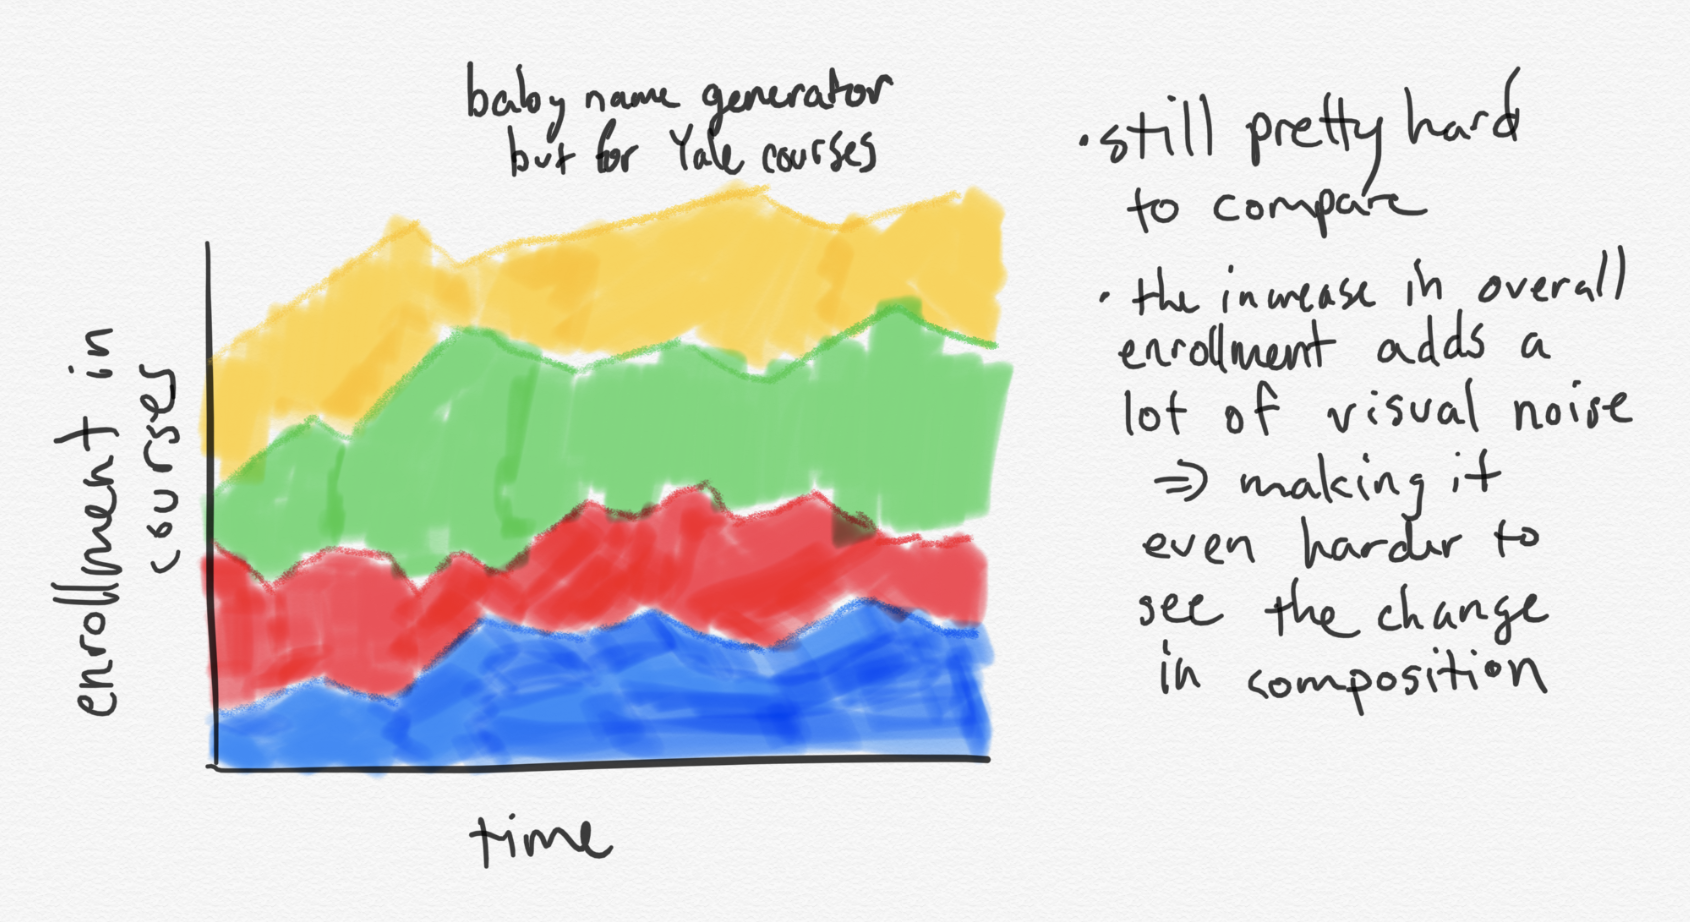 baby name generator
but for Yale courses
enrollment in
courses
time
• still pretty hard
to compare
• the increase in overall
enrollment adds a
lot of visual noise
⇒ making it
even harder to
see the change
in composition